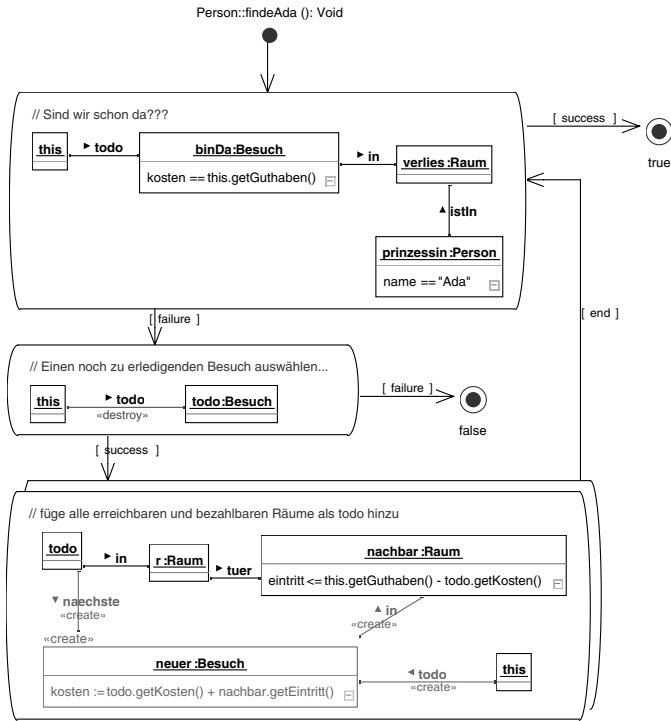 Person::findeAda (): Void
// Sind wir schon da???
[ success ]
this
► todo
binDa:Besuch
kosten == this.getGuthaben()
► in
verlies :Raum
true
▲ istIn
prinzessin :Person
name == "Ada"
[ failure ]
[ end ]
// Einen noch zu erledigenden Besuch auswählen...
this
► todo
«destroy»
todo:Besuch
[ failure ]
false
[ success ]
// füge alle erreichbaren und bezahlbaren Räume als todo hinzu
todo
► in
r :Raum
► tuer
nachbar :Raum
eintritt <= this.getGuthaben() - todo.getKosten()
▼ naechste
«create»
▲ in
«create»
«create»
neuer :Besuch
kosten := todo.getKosten() + nachbar.getEintritt()
◄ todo
«create»
this